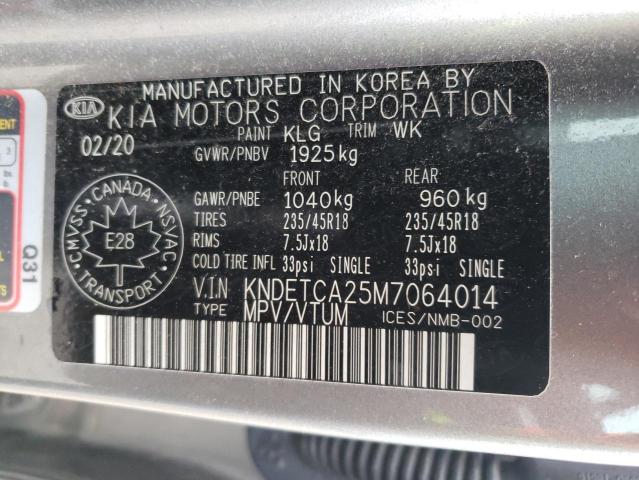 MANUFACTURED IN KOREA BY
KIA KIA MOTORS CORPORATION
02/20 PAINT KLG TRIM WK
GVWR/PNBV 1925kg
FRONT REAR
GAWR/PNBE 1040kg 960kg
TIRES 235/45R18 235/45R18
RIMS 7.5Jx18 7.5Jx18
COLD TIRE INFL 33psi SINGLE 33psi SINGLE
V.I.N KNDETCA25M7064014
TYPE MPV/VTUM ICES/NMB-002
CANADA
CMVSS NSVAC
E28
TRANSPORT
Q31